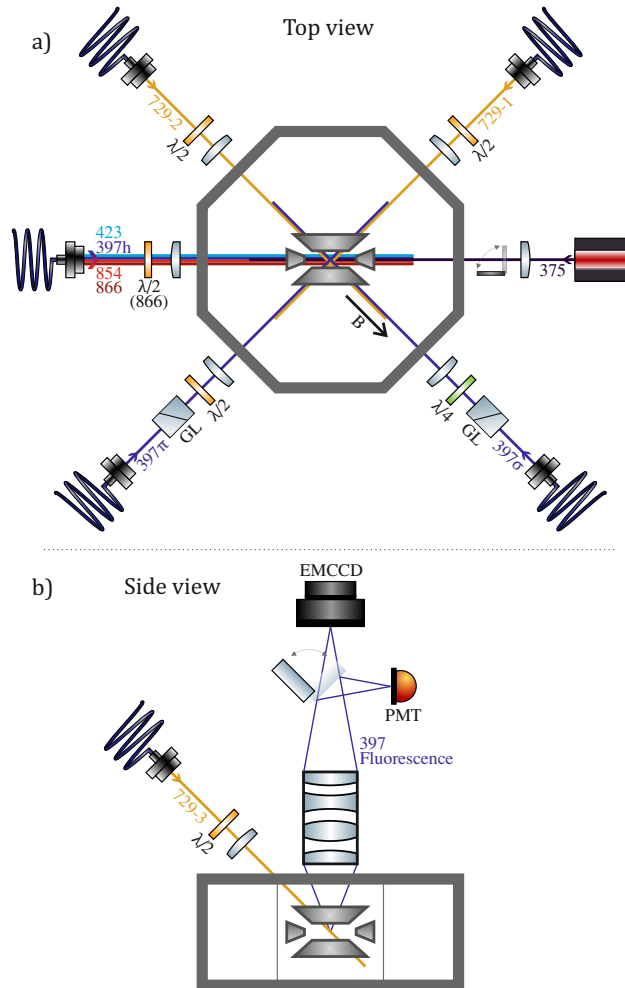 a)
Top view
729-2
λ/2
729-1
λ/2
423
397h
854
866
λ/2
(866)
375
B
λ/2
GL
397π
λ/4
GL
397σ
b)
Side view
EMCCD
PMT
397
Fluorescence
729-3
λ/2